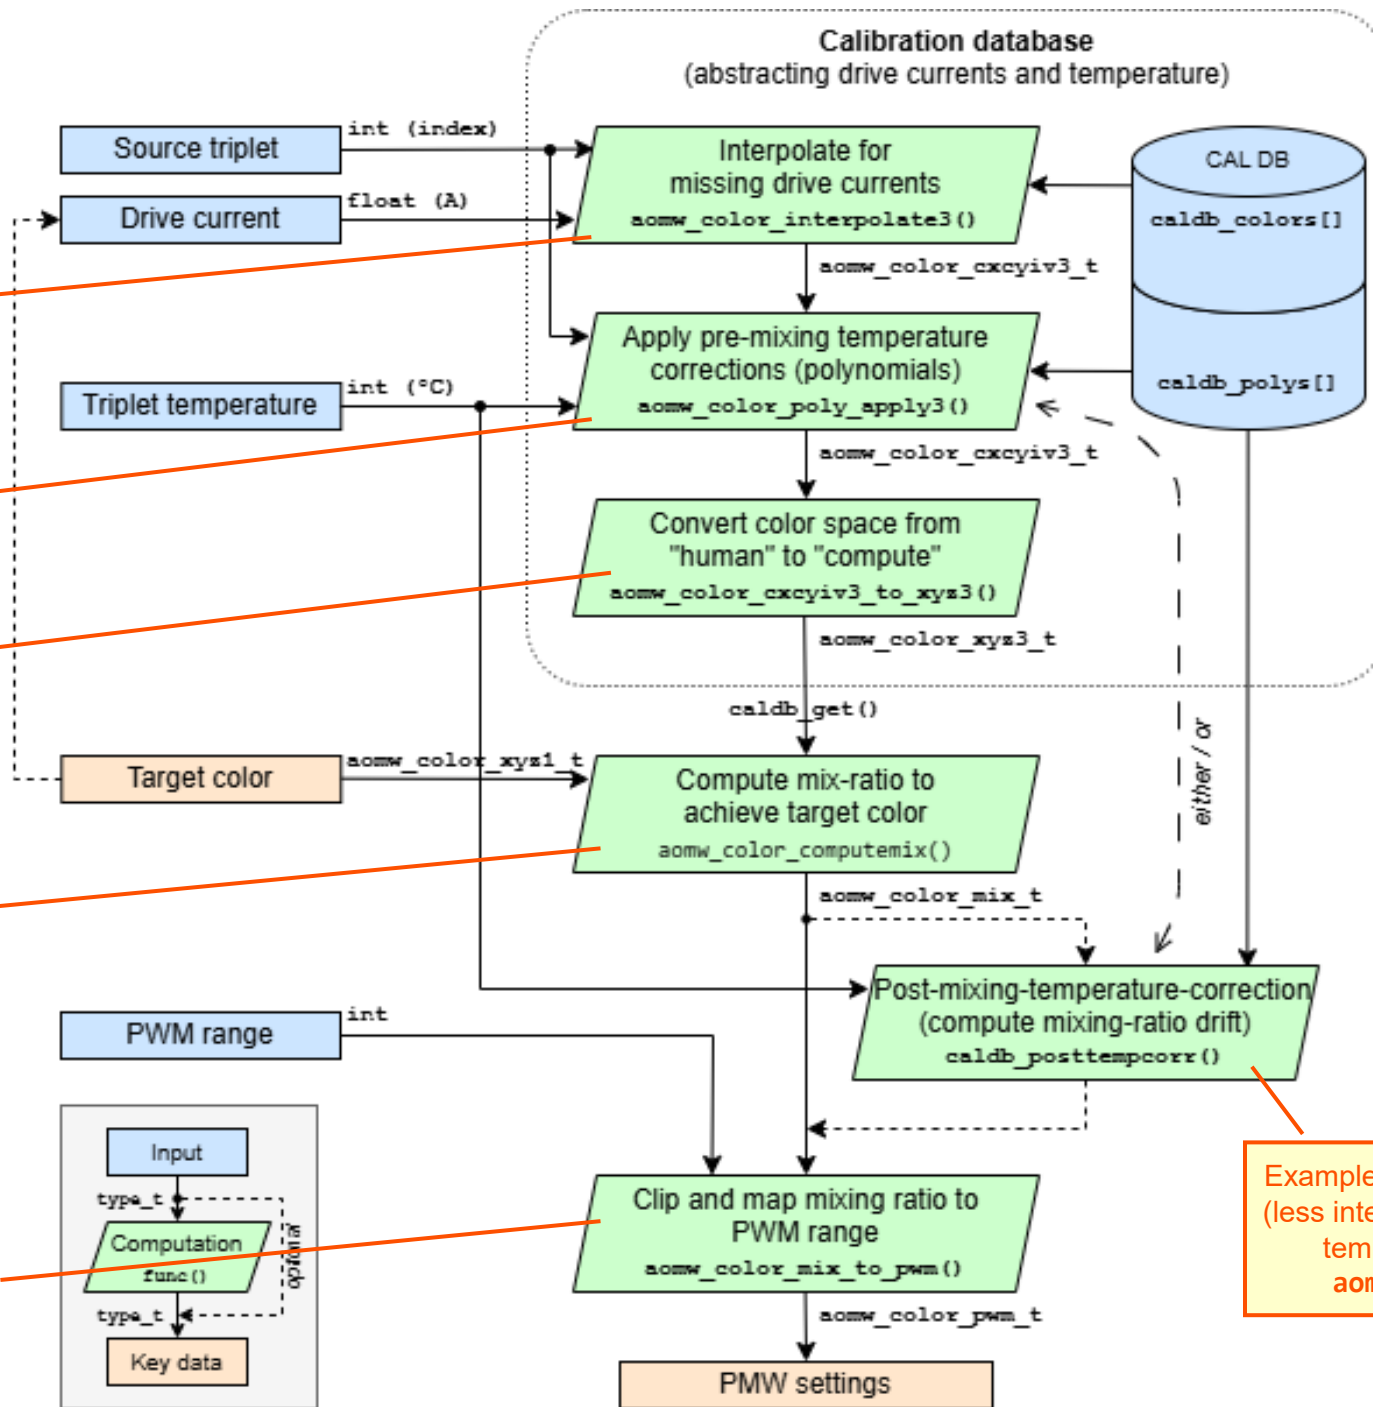 Calibration database
(abstracting drive currents and temperature)
Source triplet
int (index)
Interpolate for
missing drive currents
aomw_color_interpolate3()
CAL DB
caldb_colors[]
Drive current
float (A)
aomw_color_cxcyiv3_t
Apply pre-mixing temperature
corrections (polynomials)
aomw_color_poly_apply3()
caldb_polys[]
Triplet temperature
int (°C)
aomw_color_cxcyiv3_t
Convert color space from
"human" to "compute"
aomw_color_cxcyiv3_to_xyz3()
aomw_color_xyz3_t
caldb_get()
either / or
Target color
aomw_color_xyz1_t
Compute mix-ratio to
achieve target color
aomw_color_computemix()
aomw_color_mix_t
Post-mixing-temperature-correction
(compute mixing-ratio drift)
caldb_posttempcorr()
PWM range
int
Input
type_t
Computation
func()
optional
type_t
Key data
Clip and map mixing ratio to
PWM range
aomw_color_mix_to_pwm()
aomw_color_pwm_t
PMW settings
Example
(less inte
tem
aom